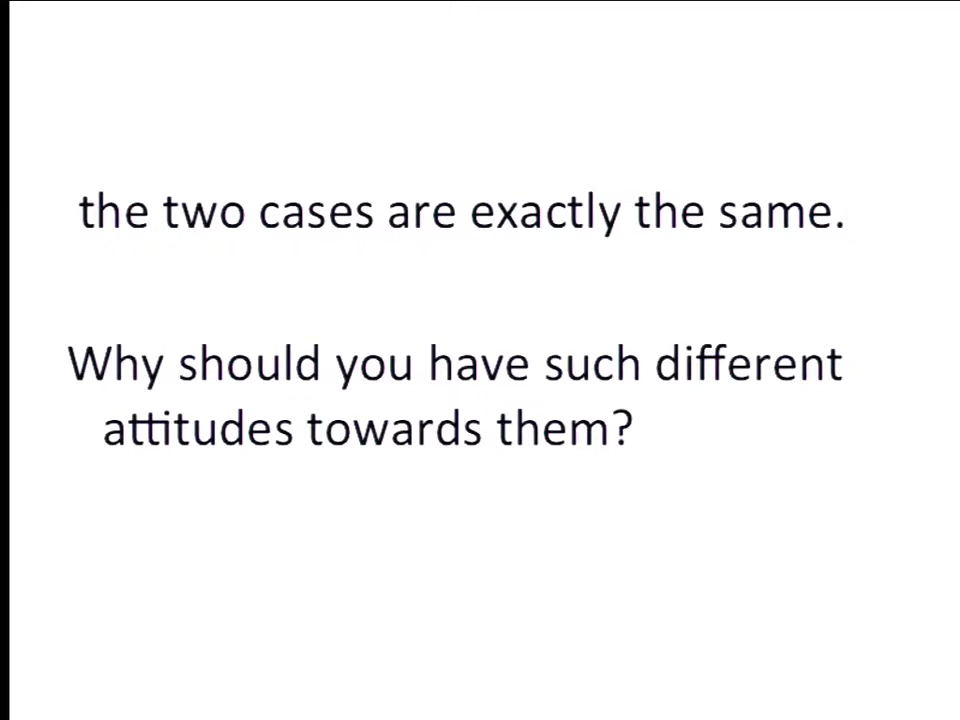 the two cases are exactly the same.
Why should you have such different
attitudes towards them?